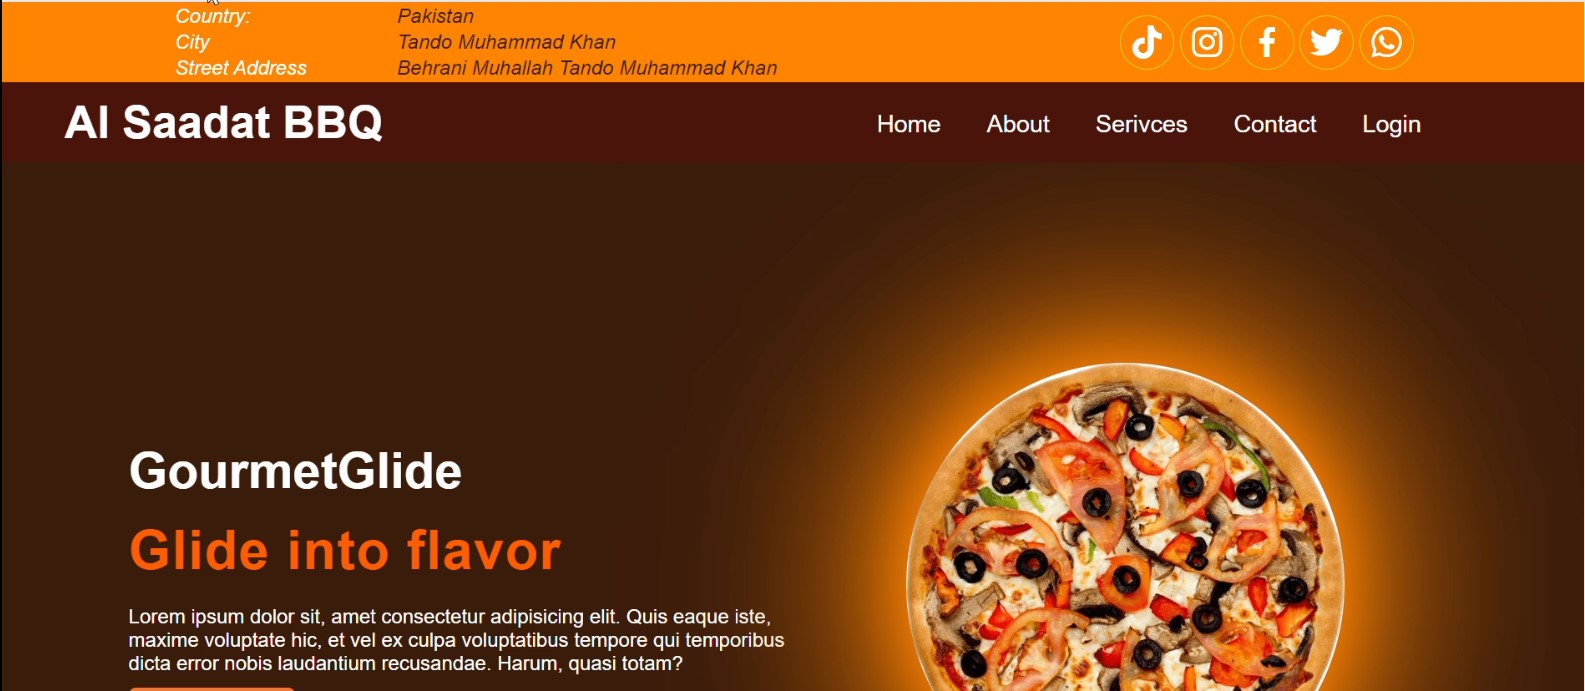 Country: Pakistan
City Tando Muhammad Khan
Street Address Behrani Muhallah Tando Muhammad Khan
Al Saadat BBQ Home About Serivces Contact Login
GourmetGlide
Glide into flavor
Lorem ipsum dolor sit, amet consectetur adipisicing elit. Quis eaque iste,
maxime voluptate hic, et vel ex culpa voluptatibus tempore qui temporibus
dicta error nobis laudantium recusandae. Harum, quasi totam?